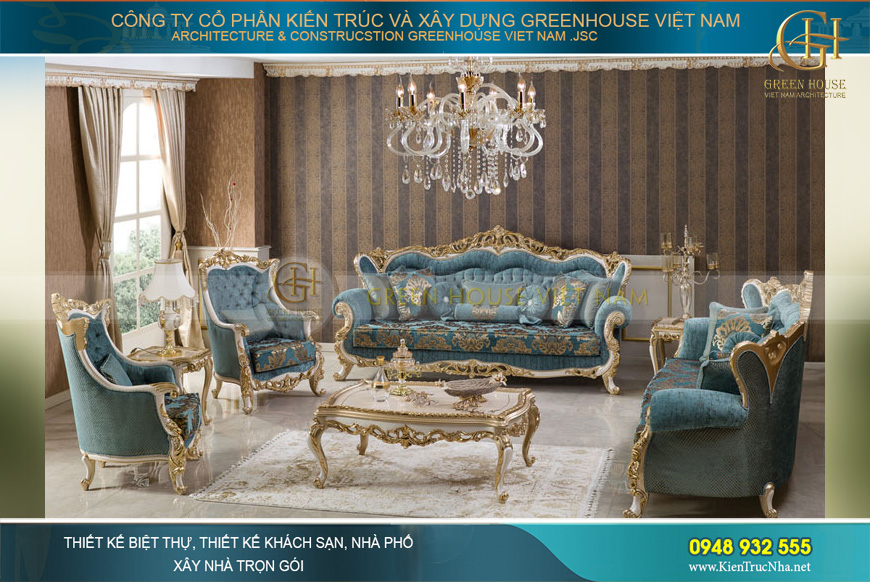 CÔNG TY CỔ PHẦN KIẾN TRÚC VÀ XÂY DỰNG GREENHOUSE VIỆT NAM
ARCHITECTURE & CONSTRUCSTION GREENHOUSE VIET NAM .JSC
GH
GREEN HOUSE
VIET NAM ARCHITECTURE
GH GREEN HOUSE VIET NAM
THIẾT KẾ BIỆT THỰ, THIẾT KẾ KHÁCH SẠN, NHÀ PHỐ
XÂY NHÀ TRỌN GÓI
0948 932 555
www.KienTrucNha.net